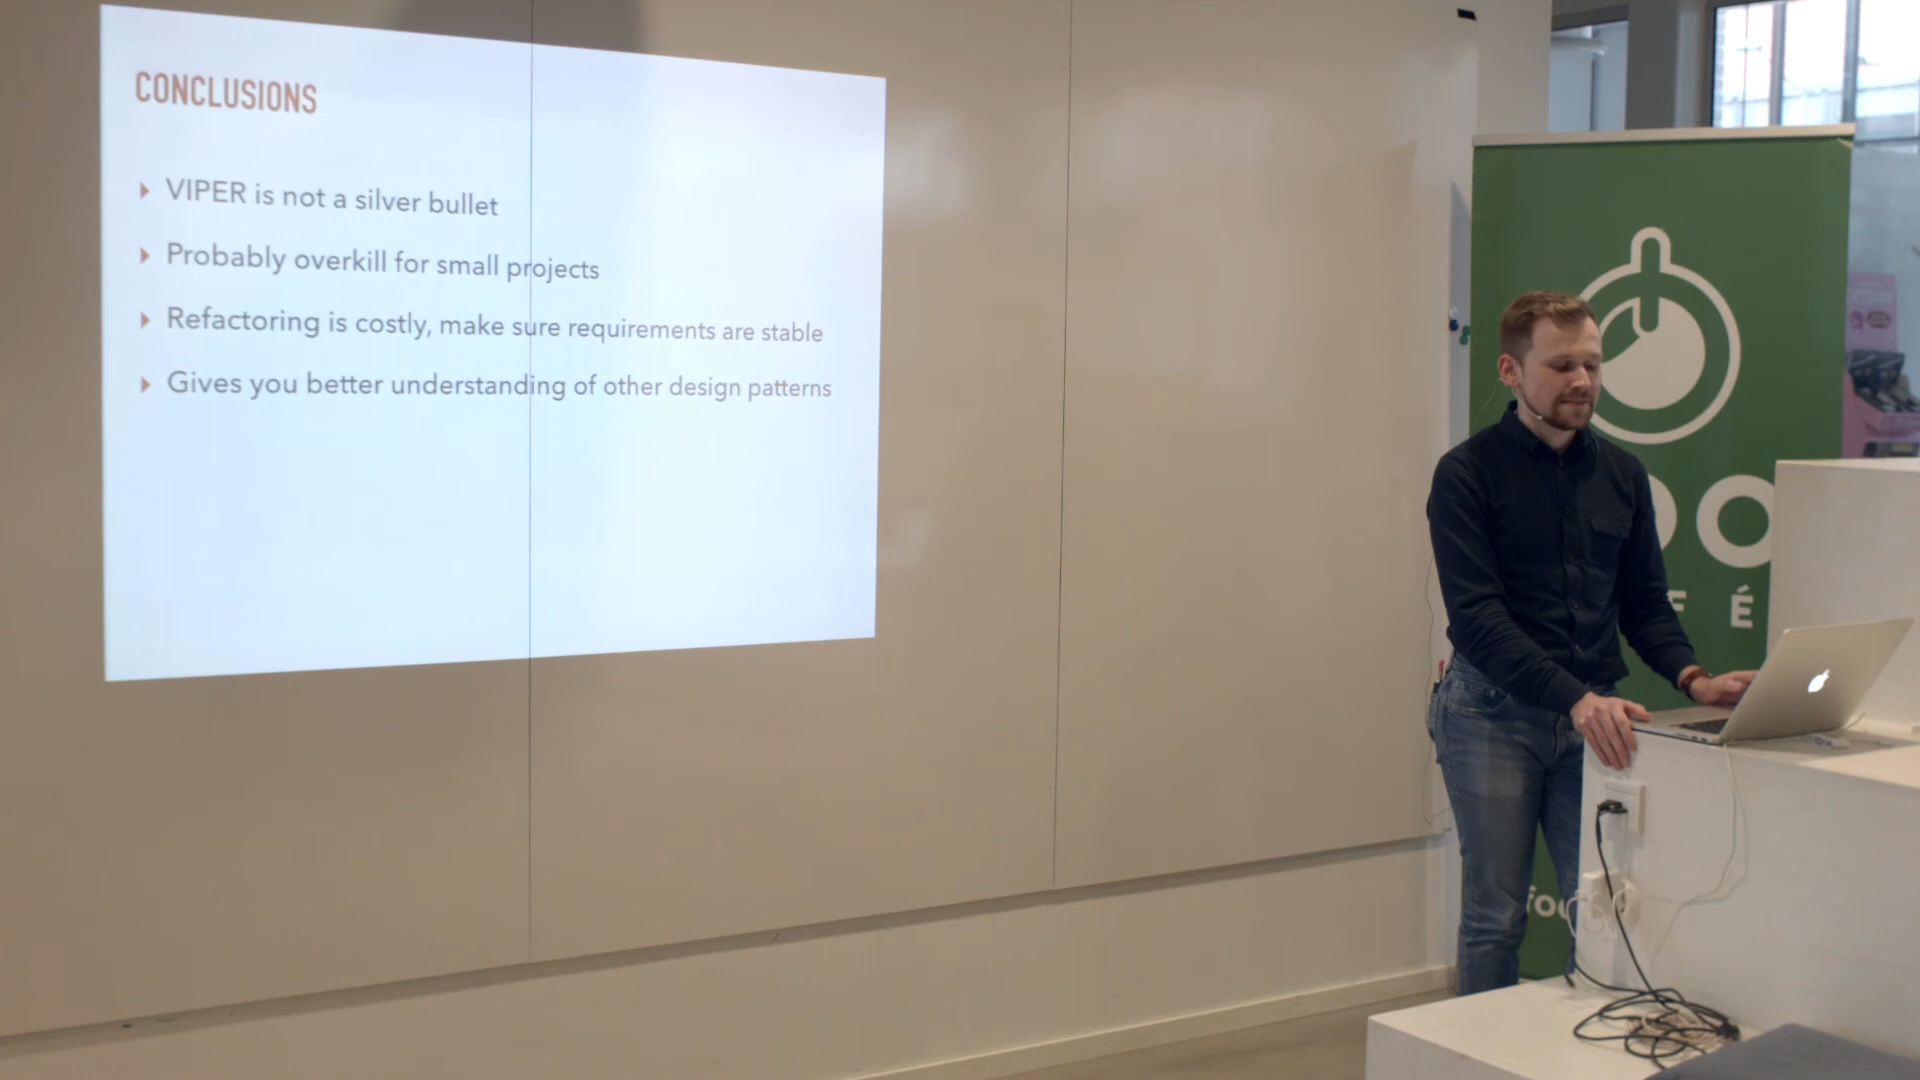 CONCLUSIONS
VIPER is not a silver bullet
Probably overkill for small projects
Refactoring is costly, make sure requirements are stable
Gives you better understanding of other design patterns
É